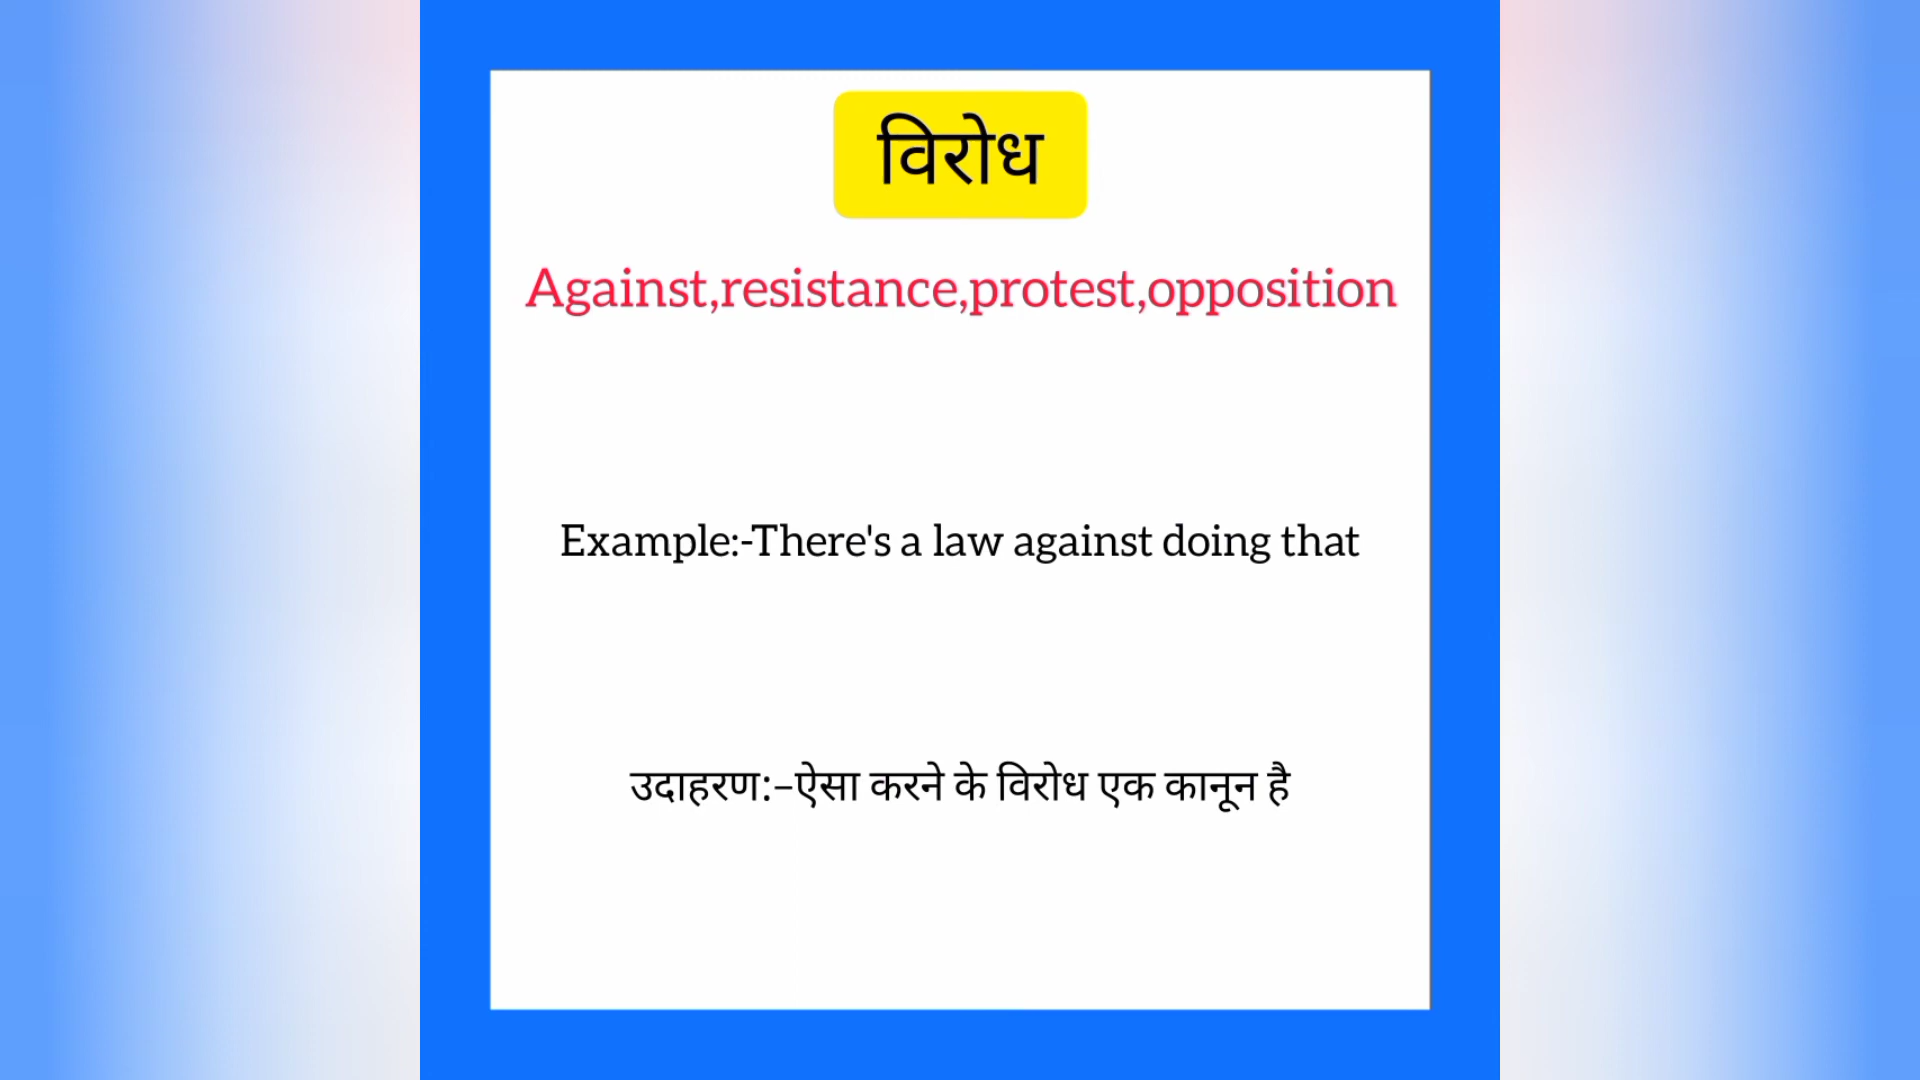 विरोध
Against,resistance,protest,opposition
Example:-There's a law against doing that
उदाहरण:–ऐसा करने के विरोध एक कानून है